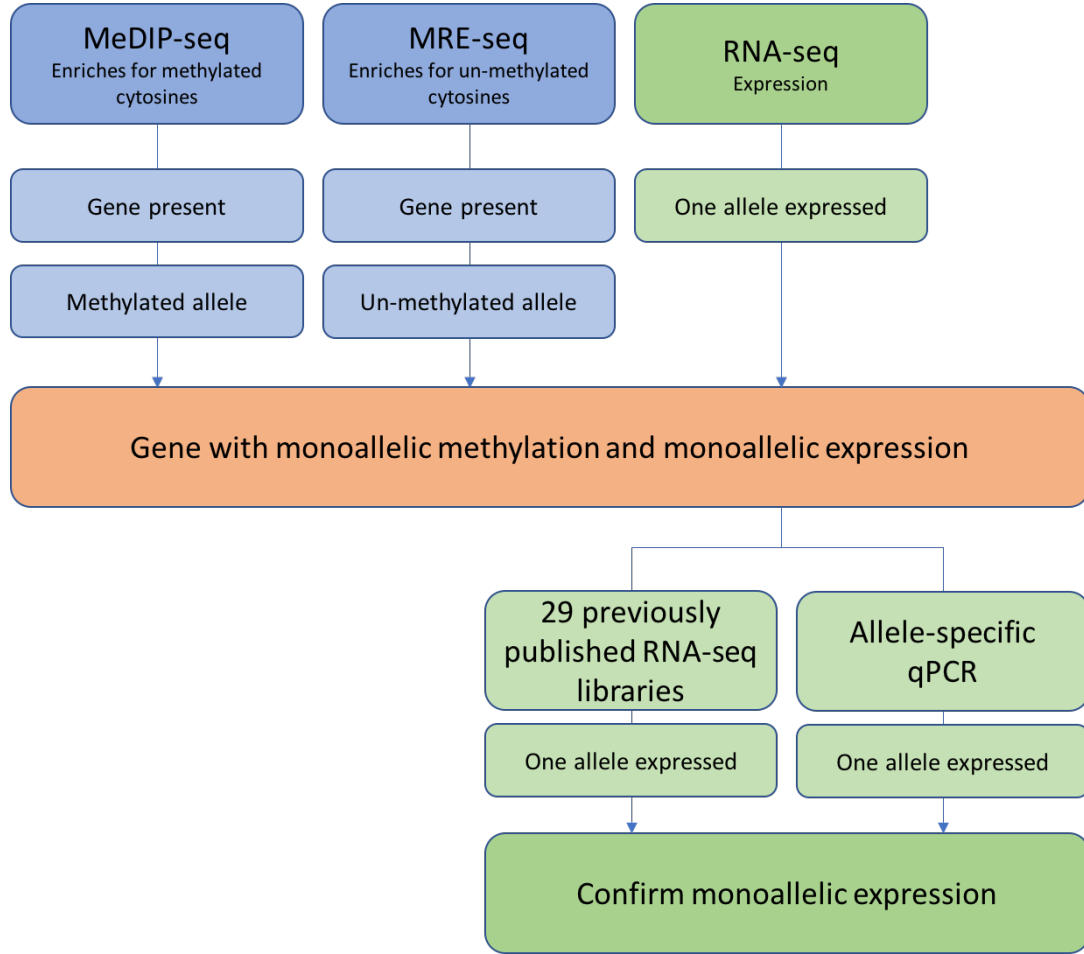 MeDIP-seq
Enriches for methylated
cytosines
MRE-seq
Enriches for un-methylated
cytosines
RNA-seq
Expression
Gene present
Gene present
One allele expressed
Methylated allele
Un-methylated allele
Gene with monoallelic methylation and monoallelic expression
29 previously
published RNA-seq
libraries
Allele-specific
qPCR
One allele expressed
One allele expressed
Confirm monoallelic expression